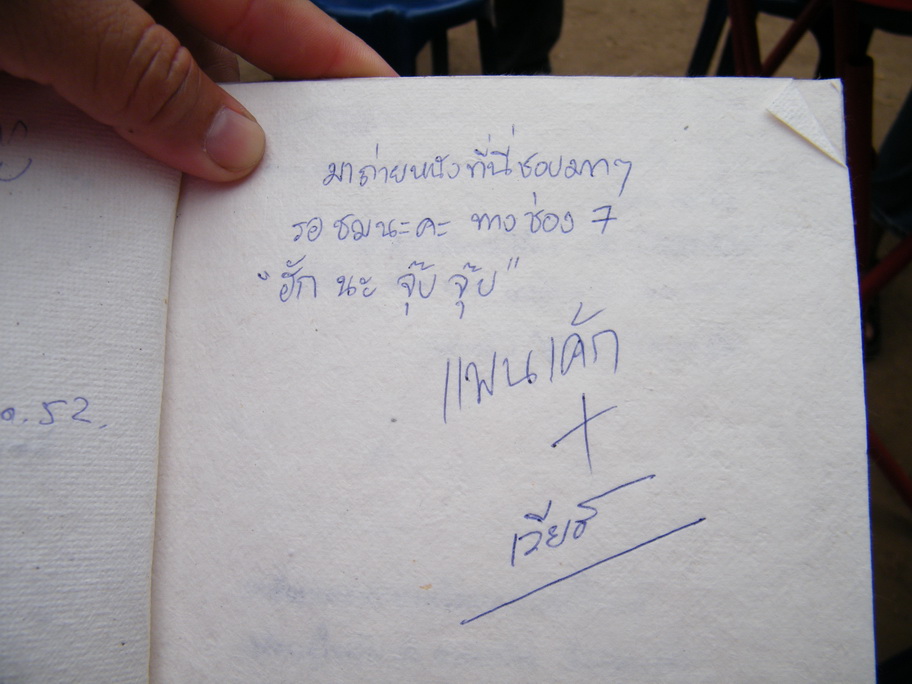 มาถ่ายหนังที่นี่ชอบมากๆ
รอ ชมนะคะ ทาง ช่อง 7
"ฮัก นะ จุ๊บ จุ๊บ"
แพนเค้ก
+
เวียร์
52,